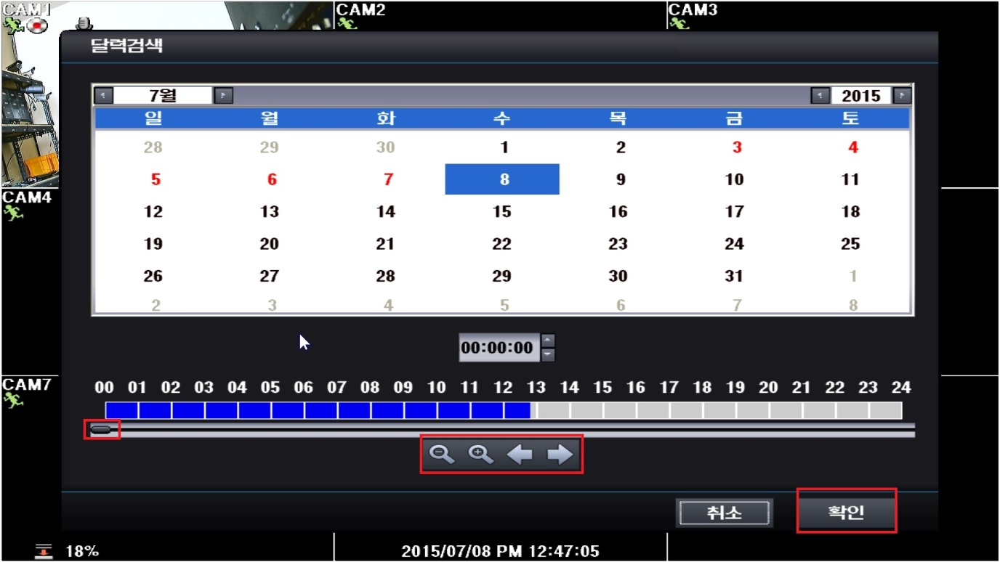 CAM1
CAM2
CAM3
달력검색
7월
2015
일 월 화 수 목 금 토
28 29 30 1 2 3 4
5 6 7 8 9 10 11
12 13 14 15 16 17 18
19 20 21 22 23 24 25
26 27 28 29 30 31 1
2 3 4 5 6 7 8
CAM4
00:00:00
CAM7
00 01 02 03 04 05 06 07 08 09 10 11 12 13 14 15 16 17 18 19 20 21 22 23 24
취소
확인
18%
2015/07/08 PM 12:47:05